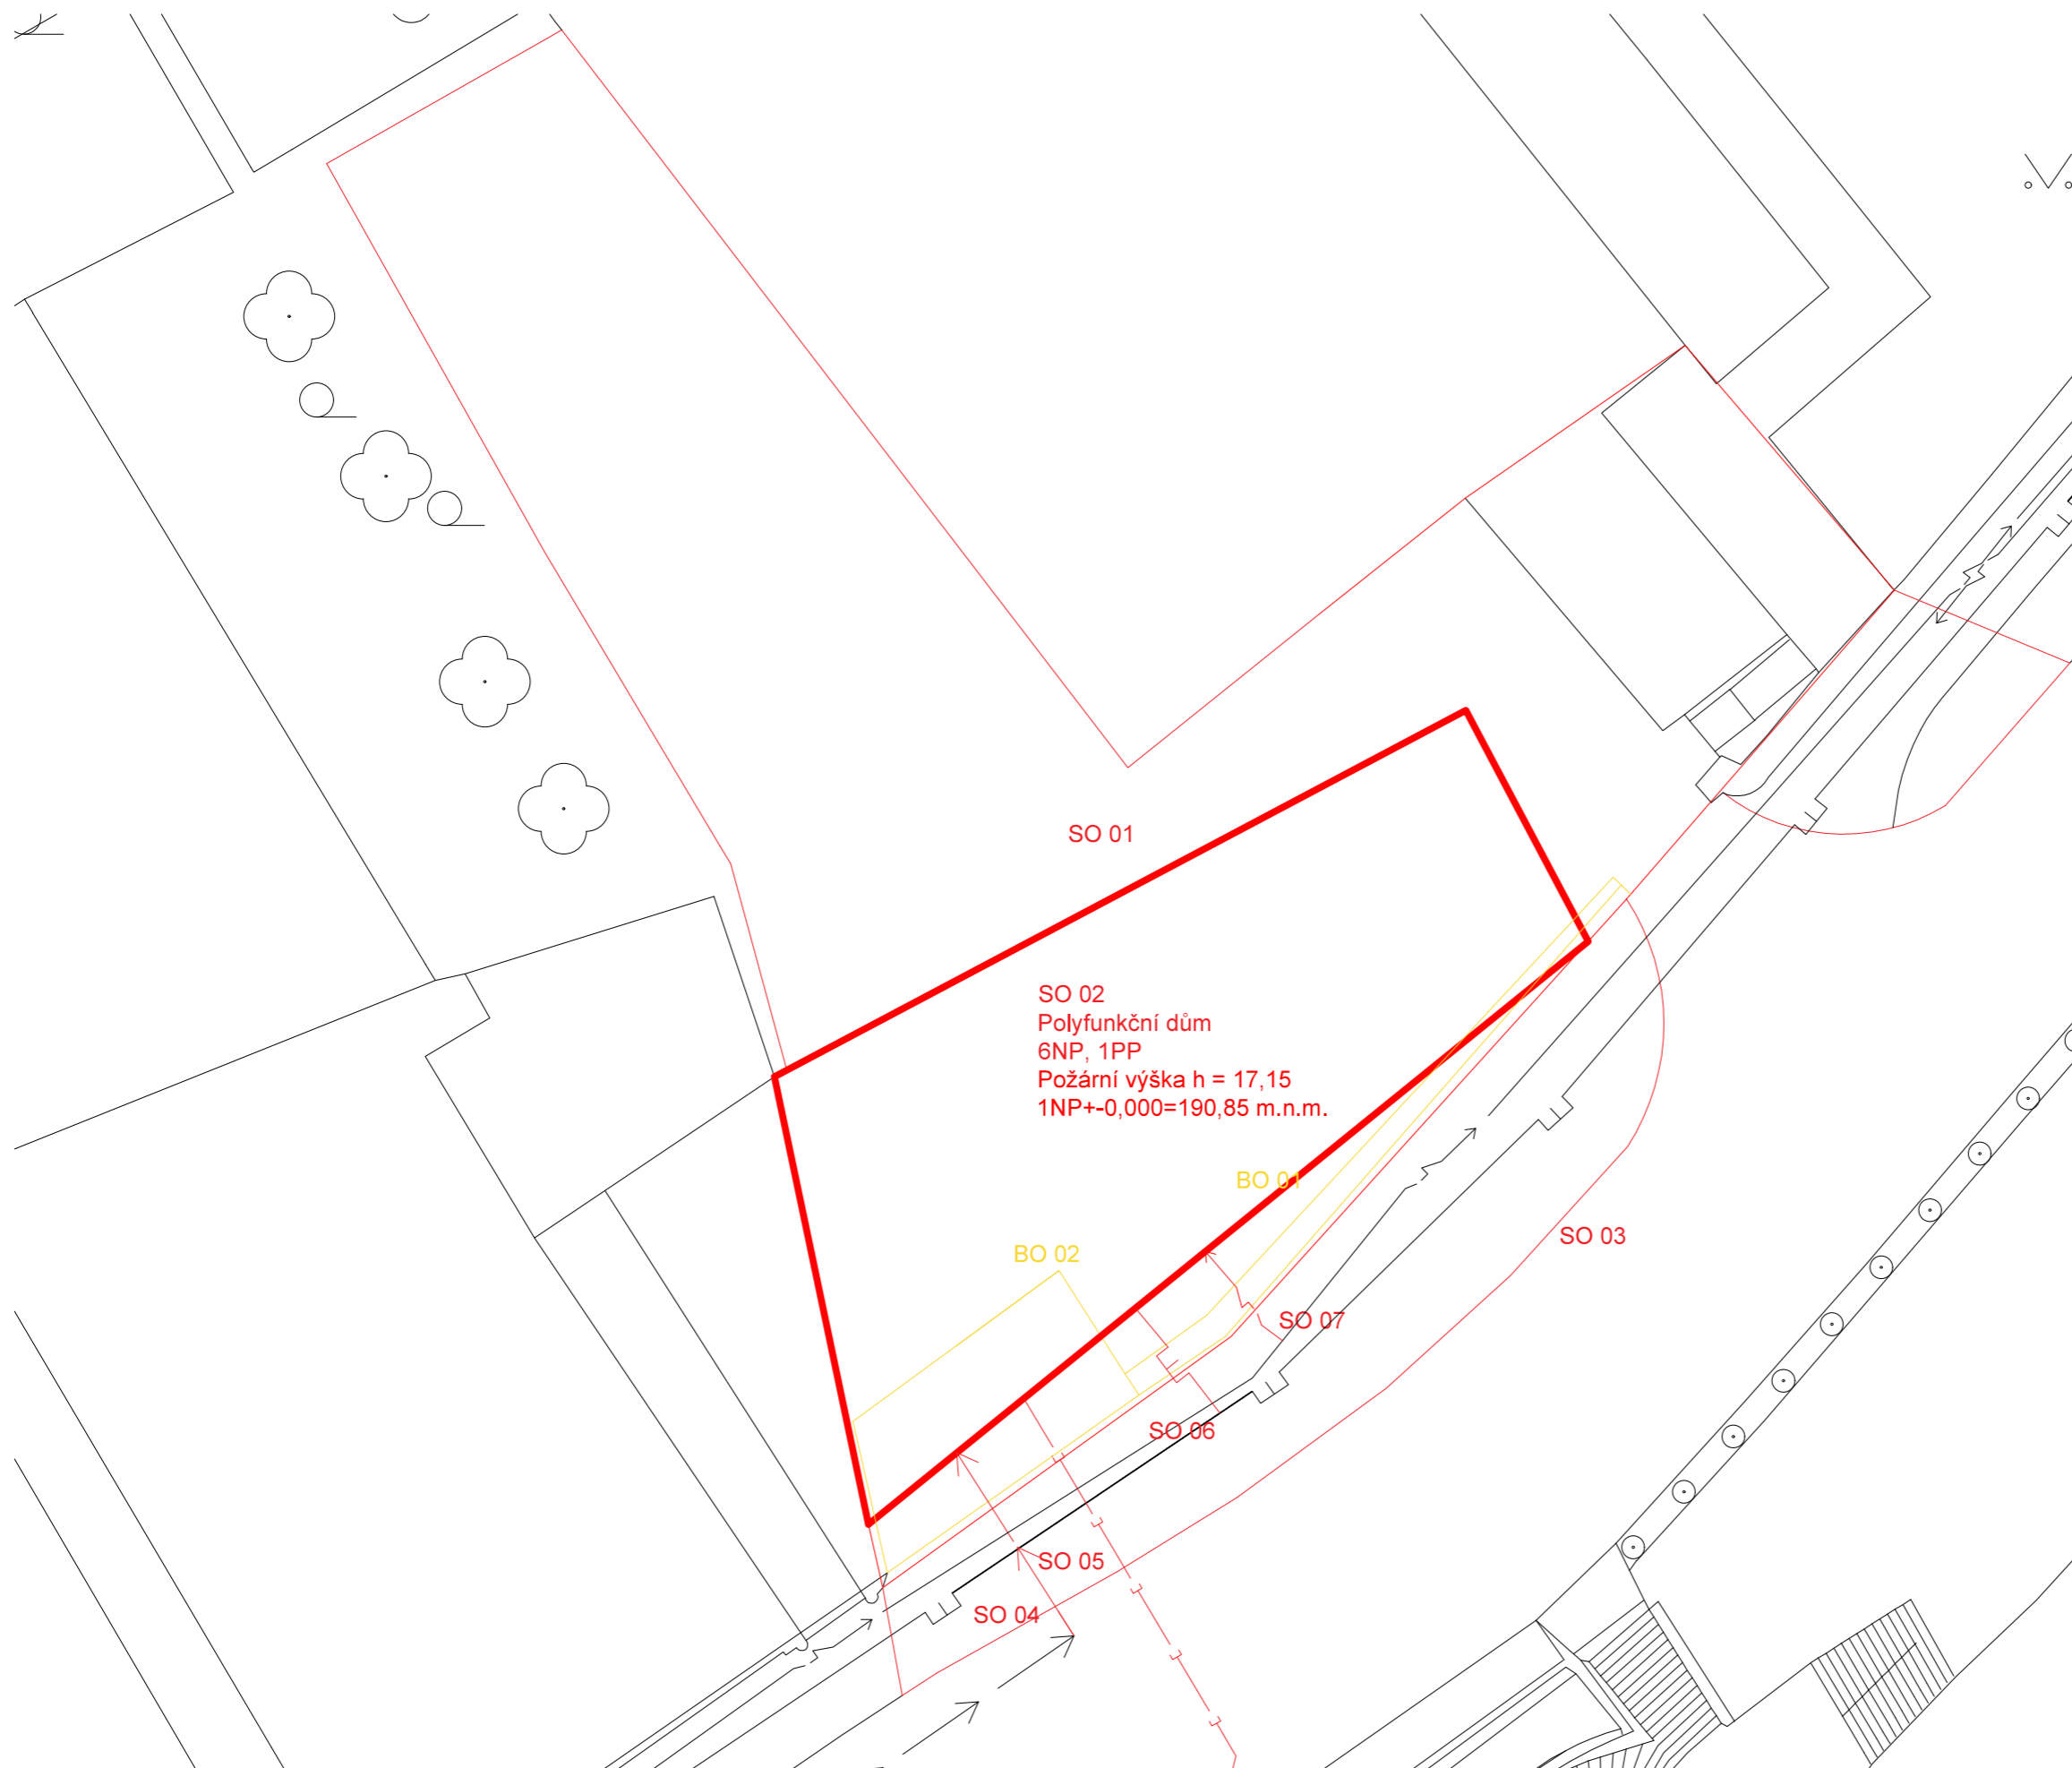 SO 01
SO 02
Polyfunkční dům
6NP, 1PP
Požární výška h = 17,15
1NP+-0,000=190,85 m.n.m.
BO 01
SO 03
BO 02
SO 07
SO 06
SO 05
SO 04